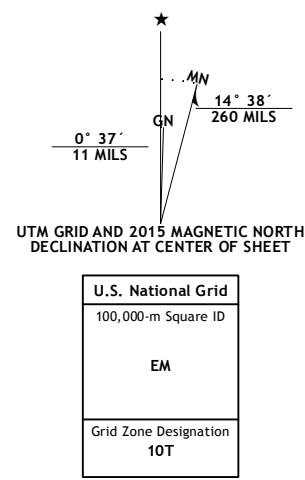 ★
MN
GN
0° 37´
11 MILS
14° 38´
260 MILS
UTM GRID AND 2015 MAGNETIC NORTH
DECLINATION AT CENTER OF SHEET
U.S. National Grid
100,000-m Square ID
EM
Grid Zone Designation
10T